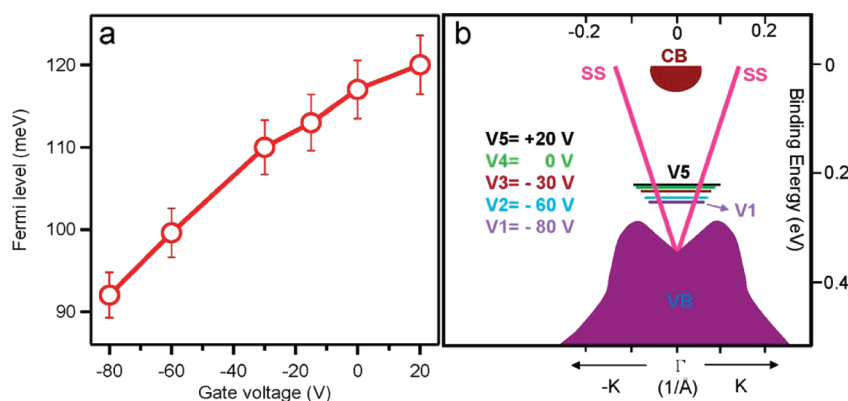 a
Fermi level (meV)
120
110
100
90
-80
-60
-40
-20
0
20
Gate voltage (V)
b
-0.2
0
0.2
CB
SS
SS
0
0.2
0.4
Binding Energy (eV)
V5= +20 V
V4= 0 V
V3= - 30 V
V2= - 60 V
V1= - 80 V
V5
V1
VB
Γ
-K
(1/Å)
K